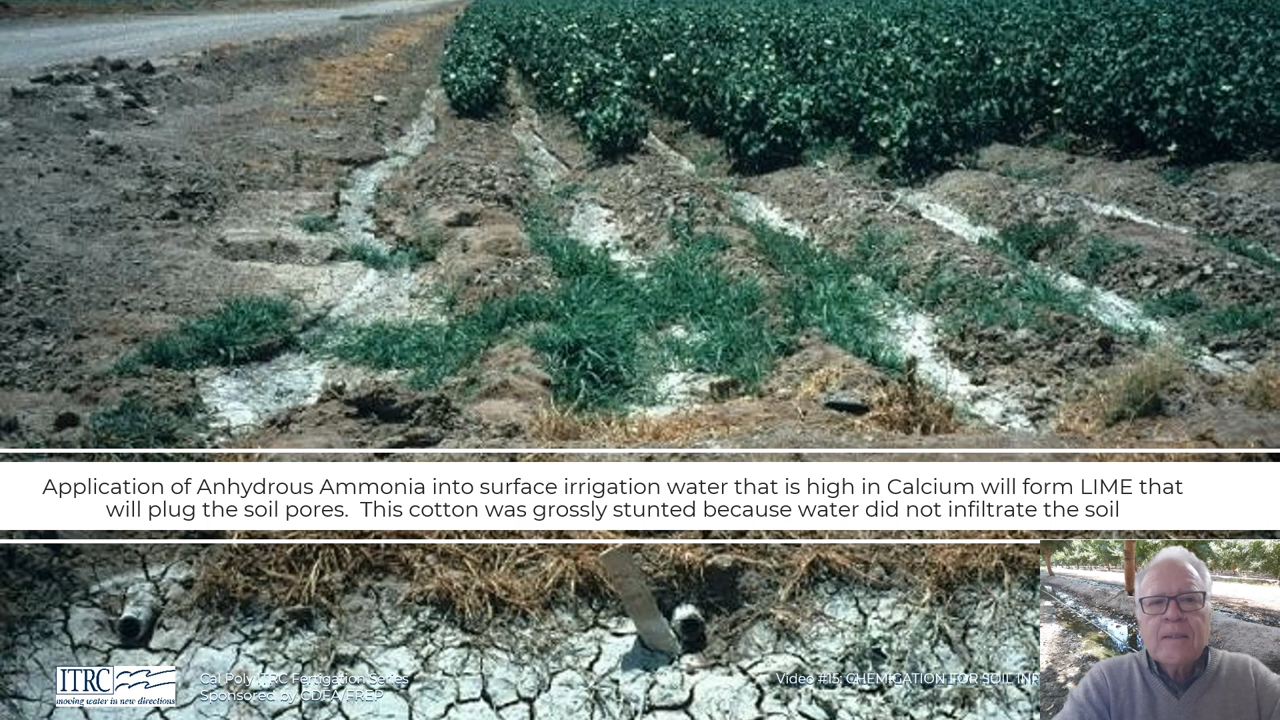 Application of Anhydrous Ammonia into surface irrigation water that is high in Calcium will form LIME that
will plug the soil pores.  This cotton was grossly stunted because water did not infiltrate the soil
ITRC
moving water in new directions
Cal Poly ITRC Fertigation Series
Sponsored by CDFA/FREP
Video #15: CHEMIGATION FOR SOIL INF